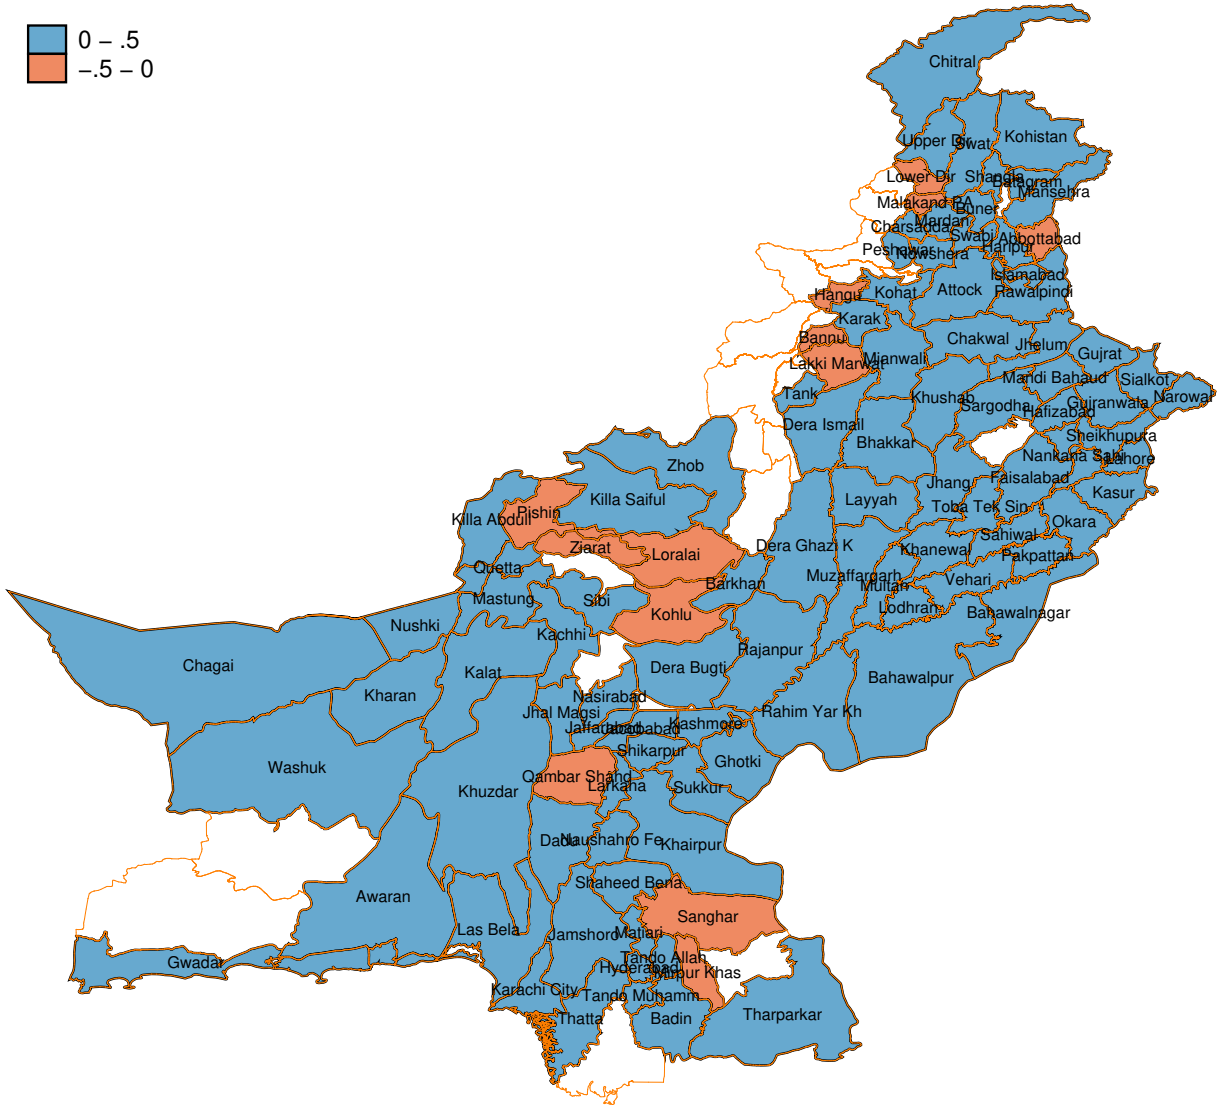 0 – .5
–.5 – 0
Chitral
Upper Dir
Swat
Kohistan
Lower Dir
Shangla
Batagram
Mansehra
Malakand PA
Buner
Mardan
Charsadda
Swabi
Abbottabad
Haripur
Peshawar
Nowshera
Islamabad
Rawalpindi
Attock
Kohat
Hangu
Karak
Bannu
Chakwal
Jhelum
Gujrat
Lakki Marwat
Mianwali
Mandi Bahaud
Sialkot
Tank
Khushab
Sargodha
Hafizabad
Gujranwala
Narowal
Dera Ismail
Bhakkar
Sheikhupura
Nankana Sahi
Lahore
Zhob
Killa Saiful
Layyah
Jhang
Faisalabad
Kasur
Toba Tek Sin
Pishin
Killa Abdull
Okara
Sahiwal
Ziarat
Loralai
Dera Ghazi K
Khanewal
Pakpattan
Quetta
Barkhan
Muzaffargarh
Multan
Vehari
Mastung
Sibi
Kohlu
Lodhran
Bahawalnagar
Nushki
Kachhi
Rajanpur
Chagai
Kalat
Dera Bugti
Bahawalpur
Kharan
Nasirabad
Jhal Magsi
Rahim Yar Kh
Jaffarabad
Jacobabad
Kashmore
Shikarpur
Ghotki
Washuk
Qambar Shahd
Larkana
Sukkur
Khuzdar
Dadu
Naushahro Fe
Khairpur
Shaheed Bena
Awaran
Sanghar
Las Bela
Jamshoro
Matiari
Gwadar
Tando Allah
Hyderabad
Mirpur Khas
Karachi City
Tando Muhamm
Thatta
Badin
Tharparkar